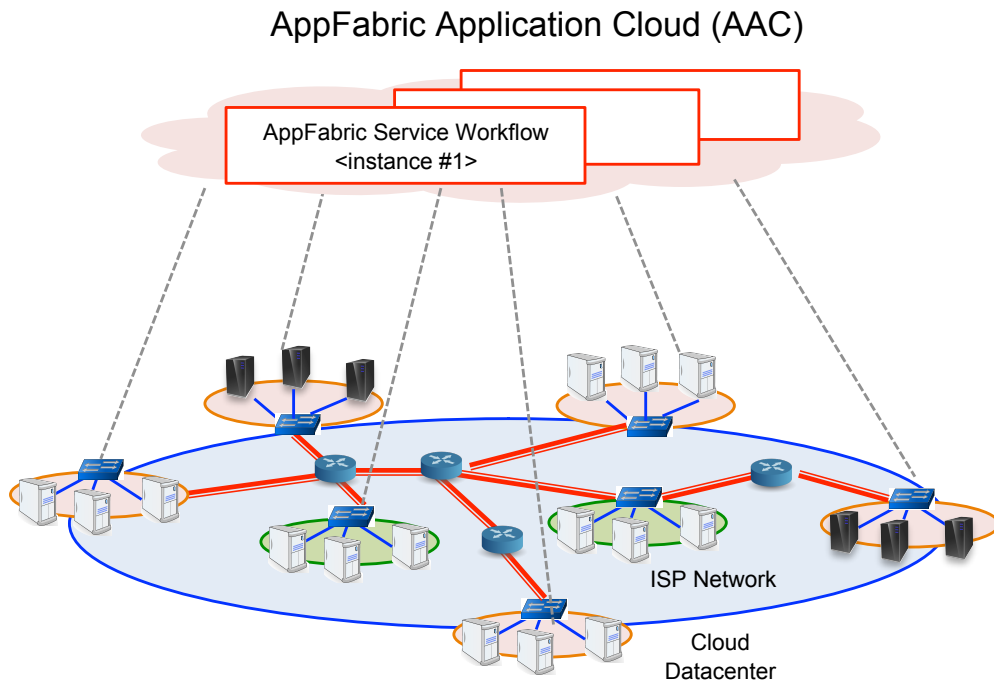 AppFabric Application Cloud (AAC)
AppFabric Service Workflow
<instance #1>
ISP Network
Cloud
Datacenter